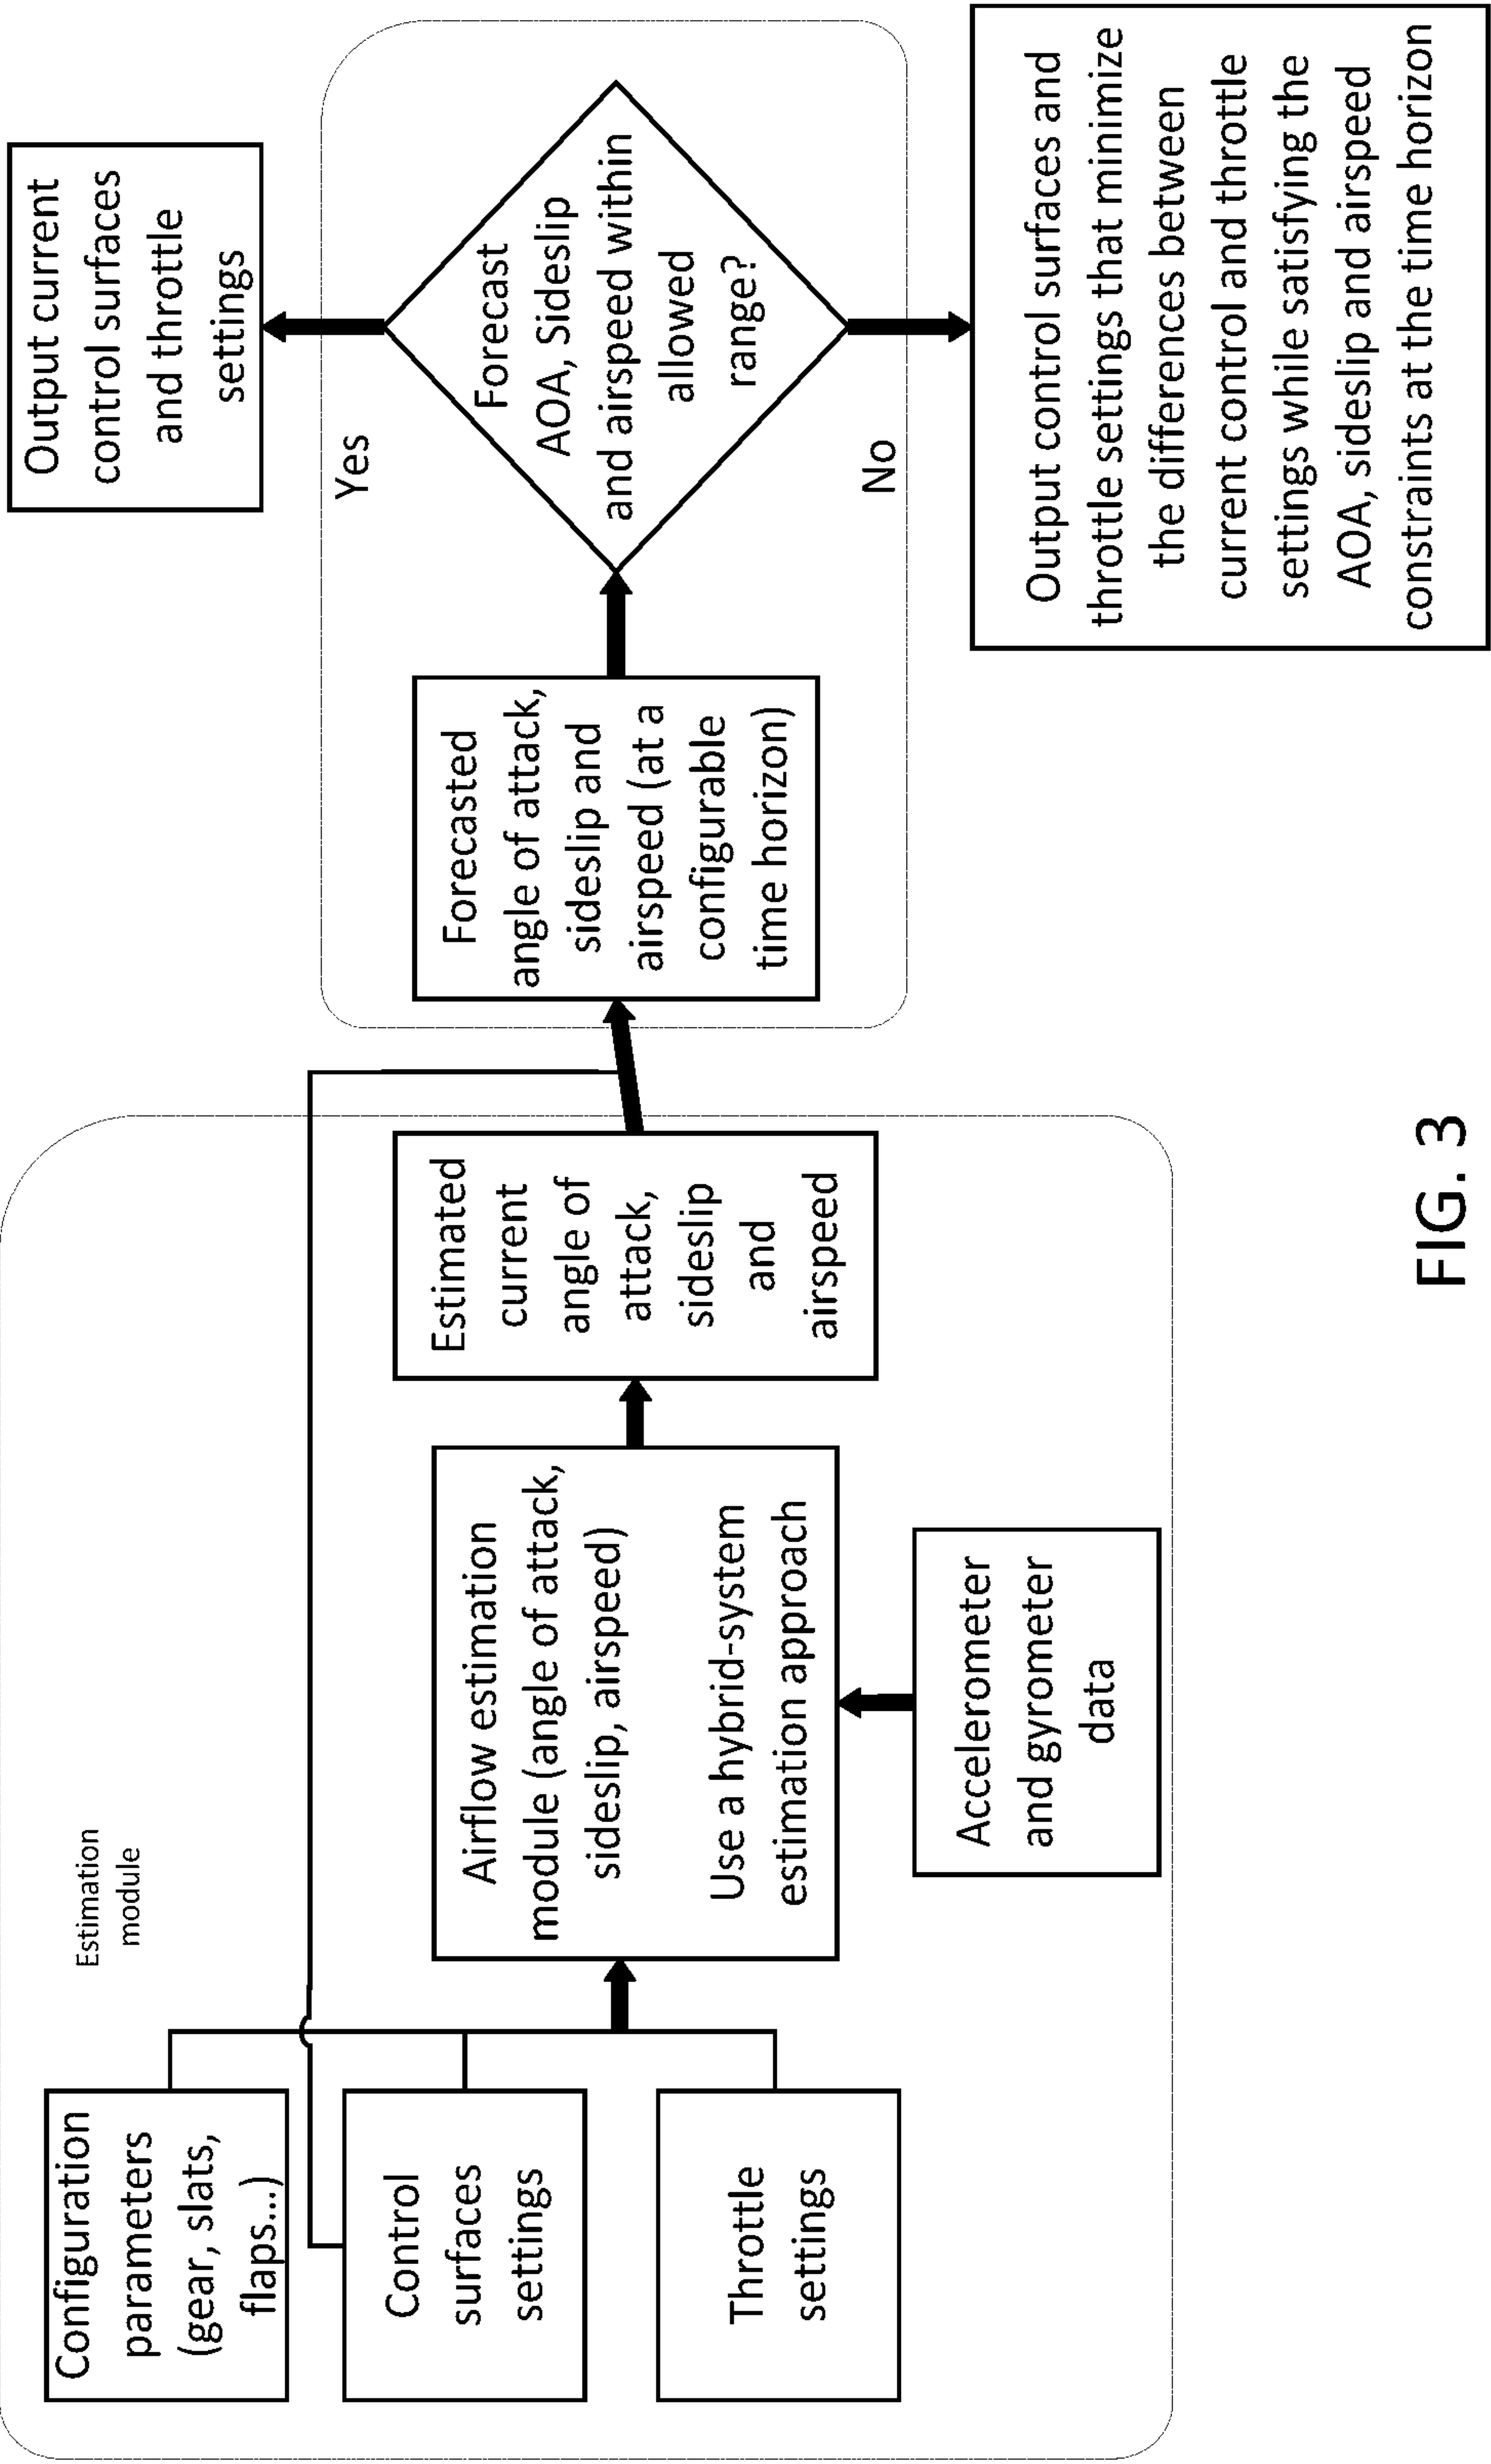 Estimation
module
Configuration
parameters
(gear, slats,
flaps...)
Control
surfaces
settings
Throttle
settings
Airflow estimation
module (angle of attack,
sideslip, airspeed)
Use a hybrid-system
estimation approach
Accelerometer
and gyrometer
data
Estimated
current
angle of
attack,
sideslip
and
airspeed
Forecasted
angle of attack,
sideslip and
airspeed (at a
configurable
time horizon)
Forecast
AOA, Sideslip
and airspeed within
allowed
range?
Yes
Output current
control surfaces
and throttle
settings
No
Output control surfaces and
throttle settings that minimize
the differences between
current control and throttle
settings while satisfying the
AOA, sideslip and airspeed
constraints at the time horizon
FIG. 3